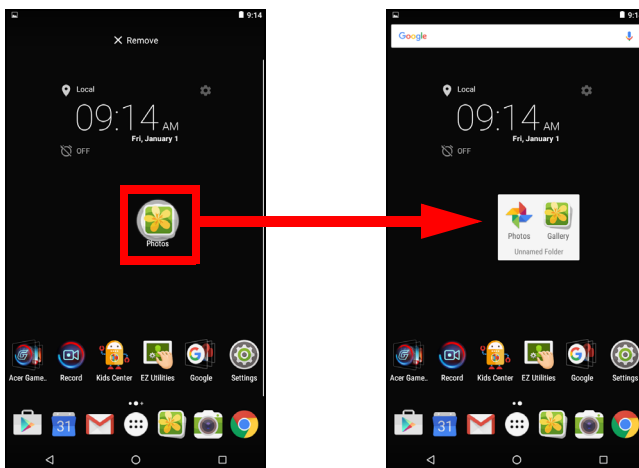 9:14
Remove
Local
09:14 AM
Fri, January 1
OFF
Photos
Acer Game.. Record Kids Center EZ Utilities Google Settings
31
Google
Local
09:14 AM
Fri, January 1
OFF
Photos Gallery
Unnamed Folder
Acer Game.. Record Kids Center EZ Utilities Google Settings
31